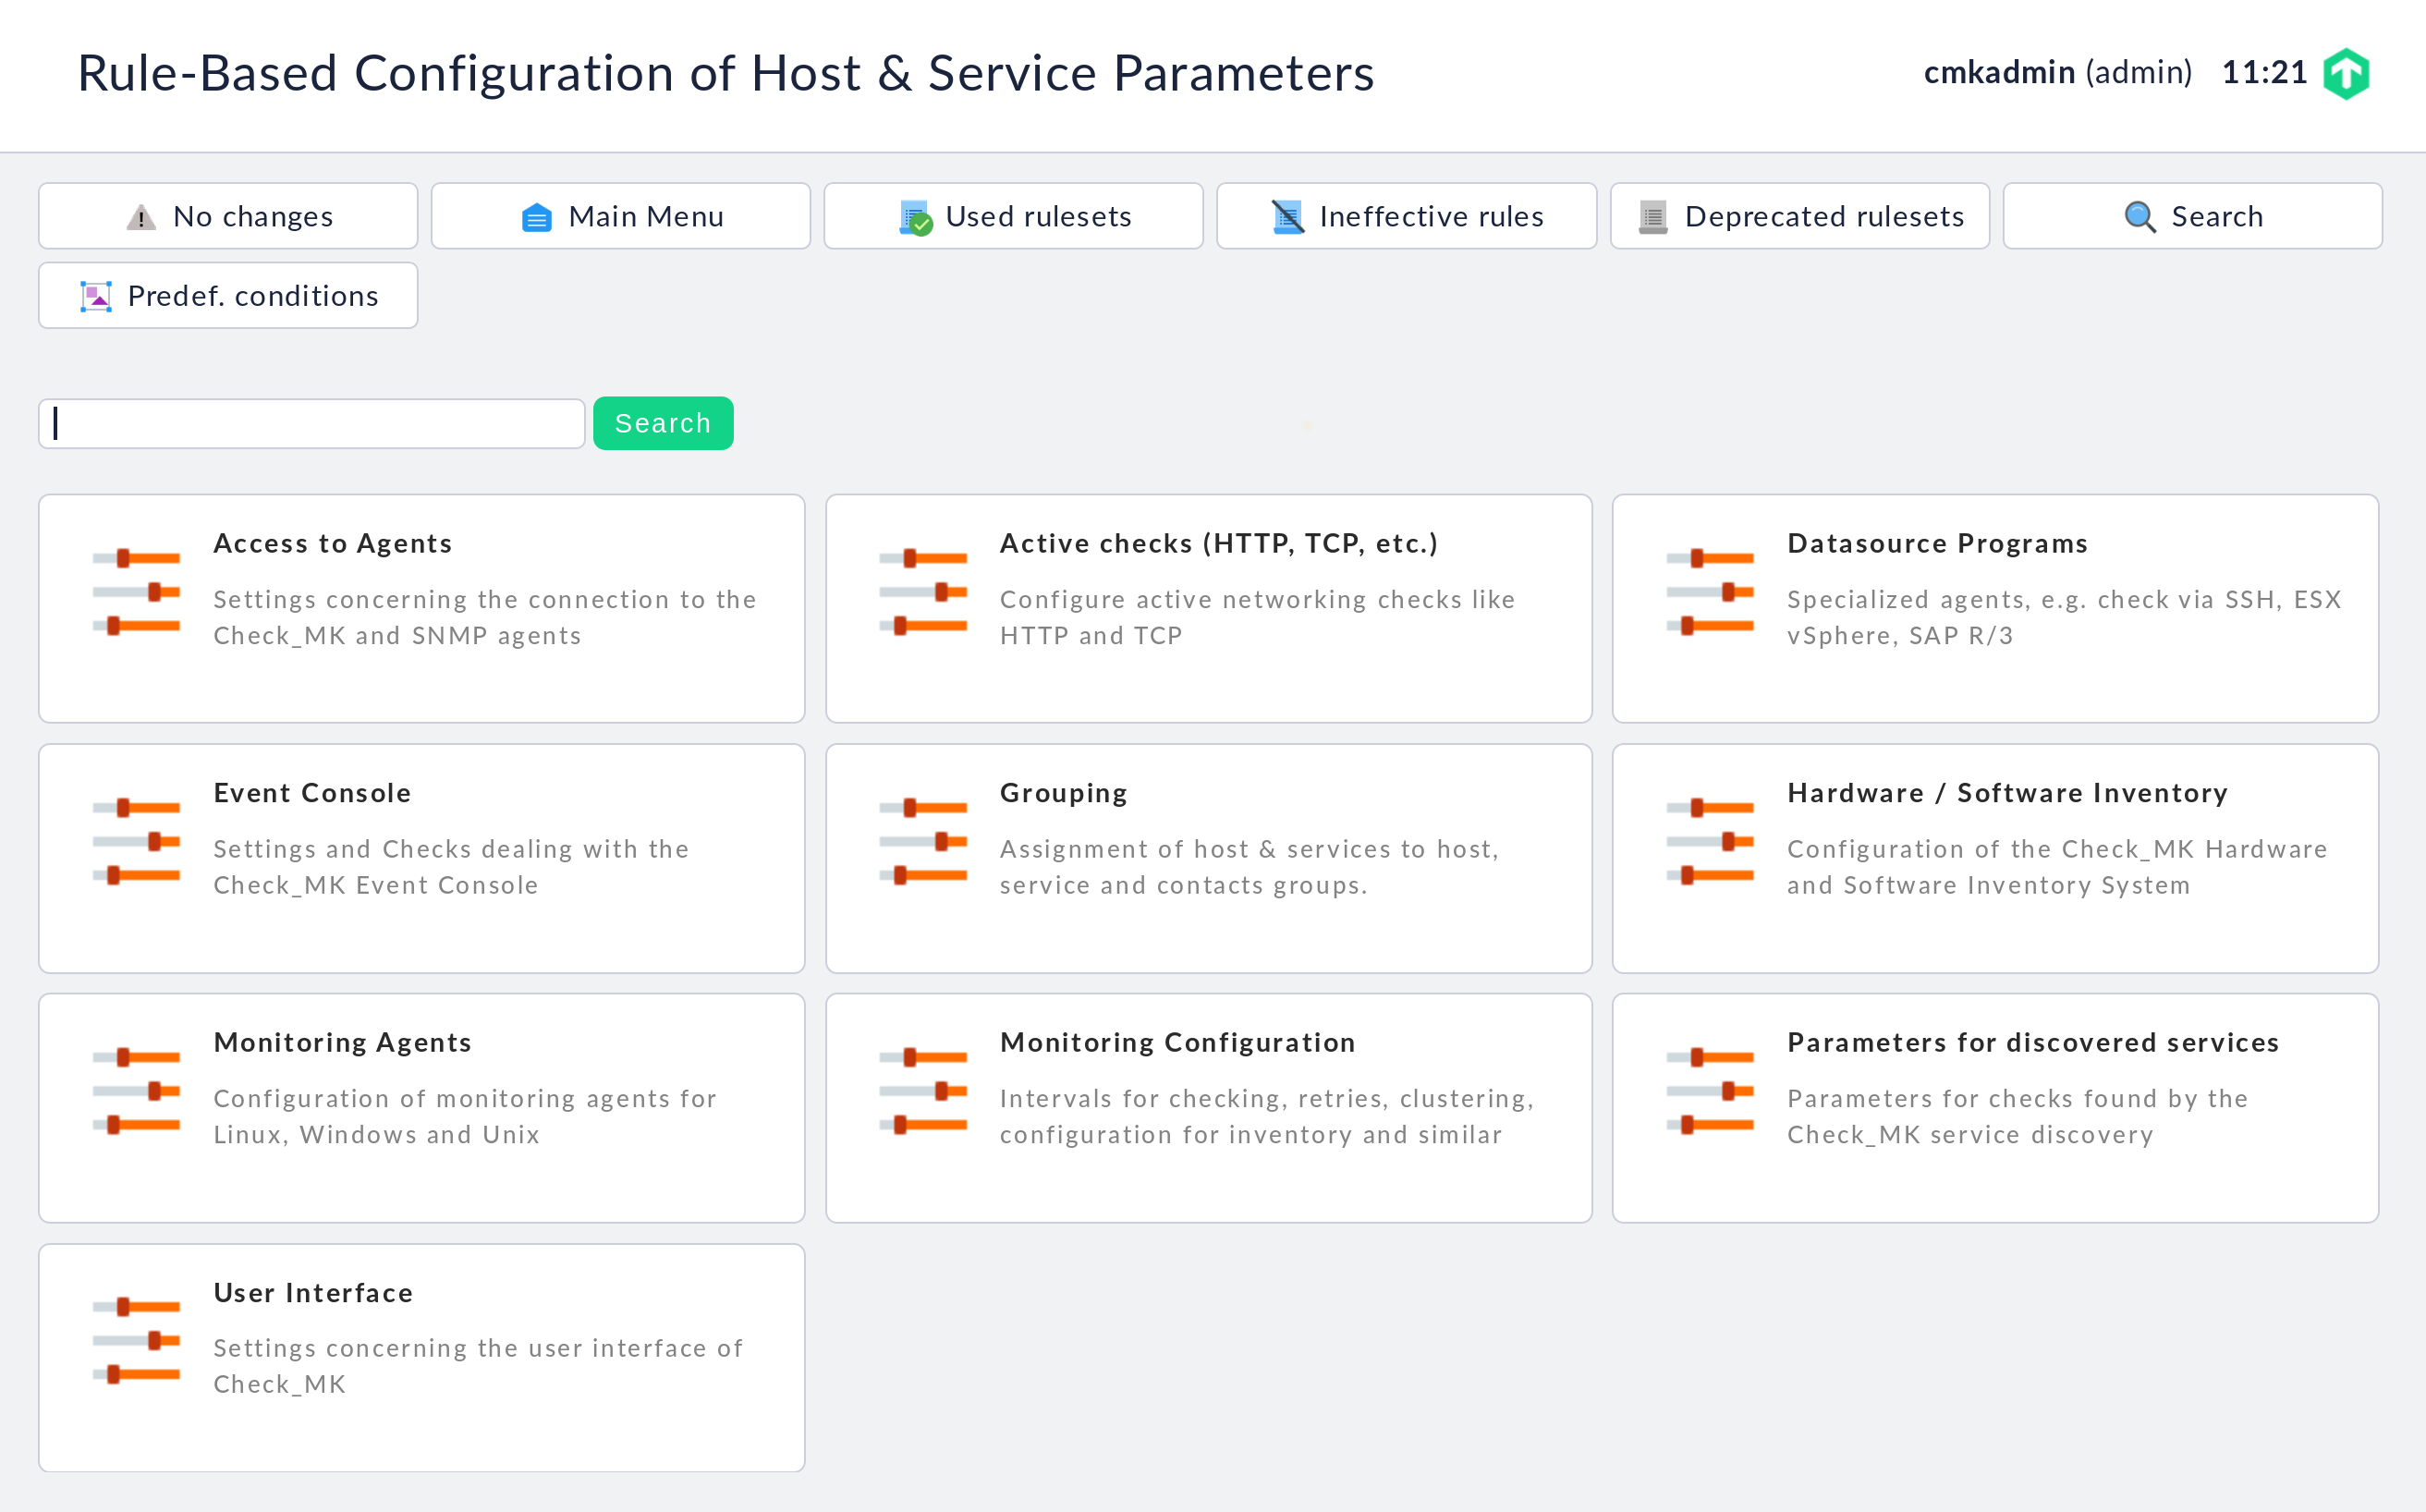 Rule-Based Configuration of Host & Service Parameters
cmkadmin (admin) 11:21
No changes
Main Menu
Used rulesets
Ineffective rules
Deprecated rulesets
Search
Predef. conditions
Search
Access to Agents
Settings concerning the connection to the
Check_MK and SNMP agents
Active checks (HTTP, TCP, etc.)
Configure active networking checks like
HTTP and TCP
Datasource Programs
Specialized agents, e.g. check via SSH, ESX
vSphere, SAP R/3
Event Console
Settings and Checks dealing with the
Check_MK Event Console
Grouping
Assignment of host & services to host,
service and contacts groups.
Hardware / Software Inventory
Configuration of the Check_MK Hardware
and Software Inventory System
Monitoring Agents
Configuration of monitoring agents for
Linux, Windows and Unix
Monitoring Configuration
Intervals for checking, retries, clustering,
configuration for inventory and similar
Parameters for discovered services
Parameters for checks found by the
Check_MK service discovery
User Interface
Settings concerning the user interface of
Check_MK